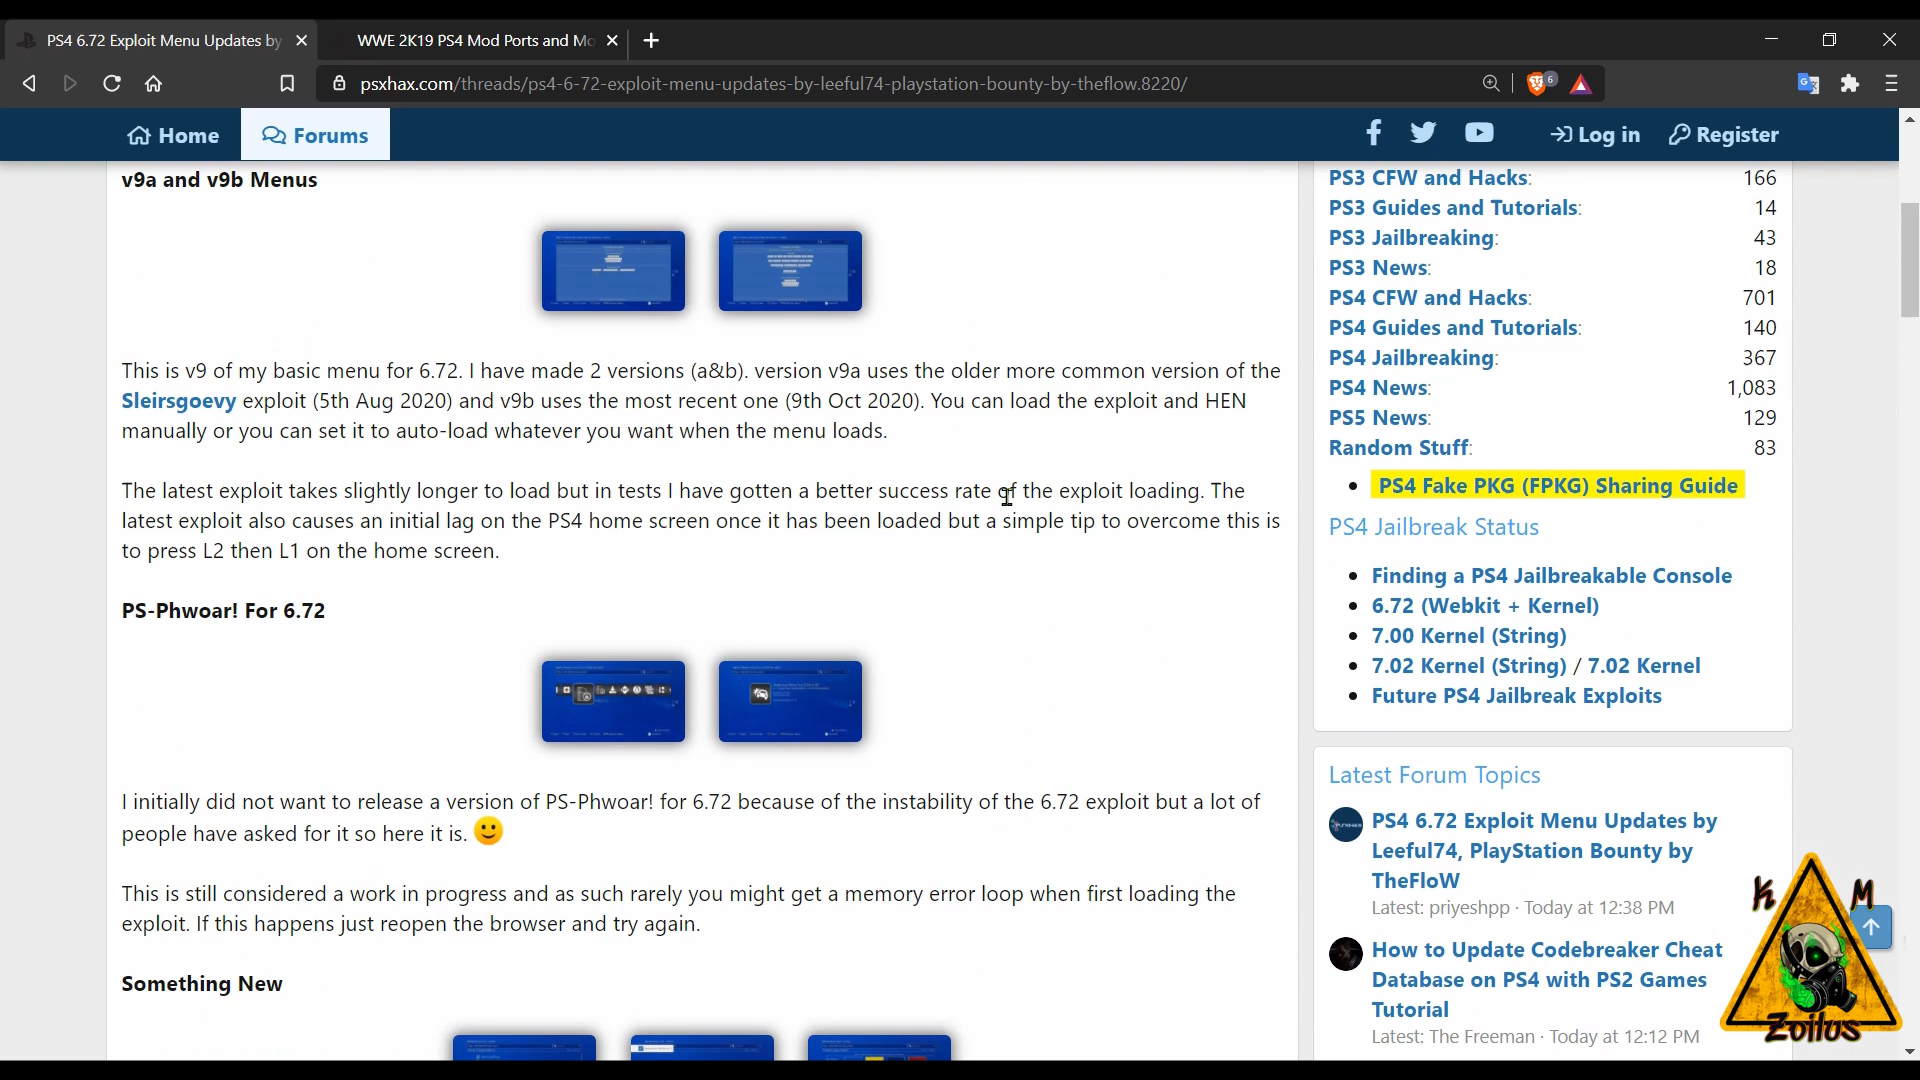 PS4 6.72 Exploit Menu Updates by
WWE 2K19 PS4 Mod Ports and Mo
psxhax.com/threads/ps4-6-72-exploit-menu-updates-by-leeful74-playstation-bounty-by-theflow.8220/
6
Home
Forums
Log in
Register
v9a and v9b Menus
This is v9 of my basic menu for 6.72. I have made 2 versions (a&b). version v9a uses the older more common version of the
Sleirsgoevy exploit (5th Aug 2020) and v9b uses the most recent one (9th Oct 2020). You can load the exploit and HEN
manually or you can set it to auto-load whatever you want when the menu loads.
The latest exploit takes slightly longer to load but in tests I have gotten a better success rate of the exploit loading. The
latest exploit also causes an initial lag on the PS4 home screen once it has been loaded but a simple tip to overcome this is
to press L2 then L1 on the home screen.
PS-Phwoar! For 6.72
I initially did not want to release a version of PS-Phwoar! for 6.72 because of the instability of the 6.72 exploit but a lot of
people have asked for it so here it is.
This is still considered a work in progress and as such rarely you might get a memory error loop when first loading the
exploit. If this happens just reopen the browser and try again.
Something New
PS3 CFW and Hacks: 166
PS3 Guides and Tutorials: 14
PS3 Jailbreaking: 43
PS3 News: 18
PS4 CFW and Hacks: 701
PS4 Guides and Tutorials: 140
PS4 Jailbreaking: 367
PS4 News: 1,083
PS5 News: 129
Random Stuff: 83
PS4 Fake PKG (FPKG) Sharing Guide
PS4 Jailbreak Status
Finding a PS4 Jailbreakable Console
6.72 (Webkit + Kernel)
7.00 Kernel (String)
7.02 Kernel (String) / 7.02 Kernel
Future PS4 Jailbreak Exploits
Latest Forum Topics
PS4 6.72 Exploit Menu Updates by
Leeful74, PlayStation Bounty by
TheFloW
Latest: priyeshpp · Today at 12:38 PM
How to Update Codebreaker Cheat
Database on PS4 with PS2 Games
Tutorial
Latest: The Freeman · Today at 12:12 PM
K M
Zoilus